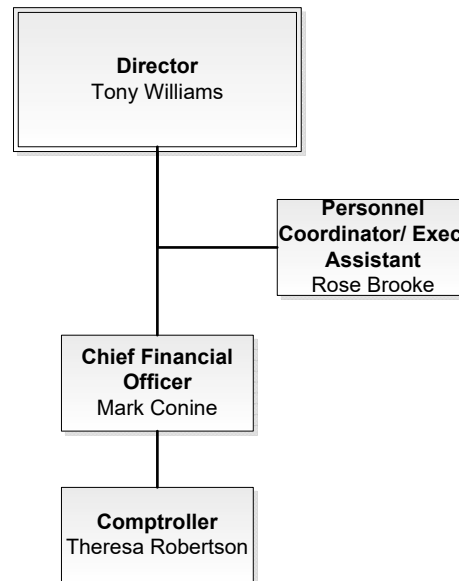 Director
Tony Williams
Personnel
Coordinator/ Exec
Assistant
Rose Brooke
Chief Financial
Officer
Mark Conine
Comptroller
Theresa Robertson